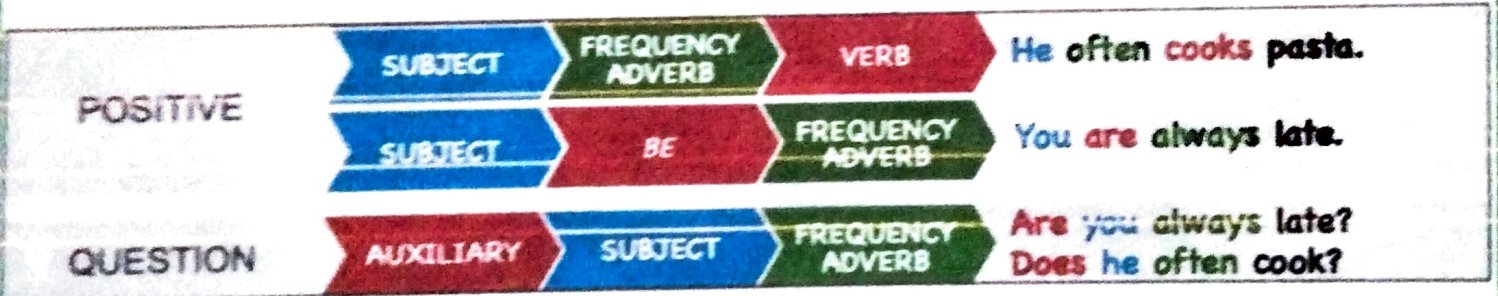 POSITIVE
SUBJECT FREQUENCY ADVERB VERB He often cooks pasta.
SUBJECT BE FREQUENCY ADVERB You are always late.
QUESTION
AUXILIARY SUBJECT FREQUENCY ADVERB Are you always late?
Does he often cook?